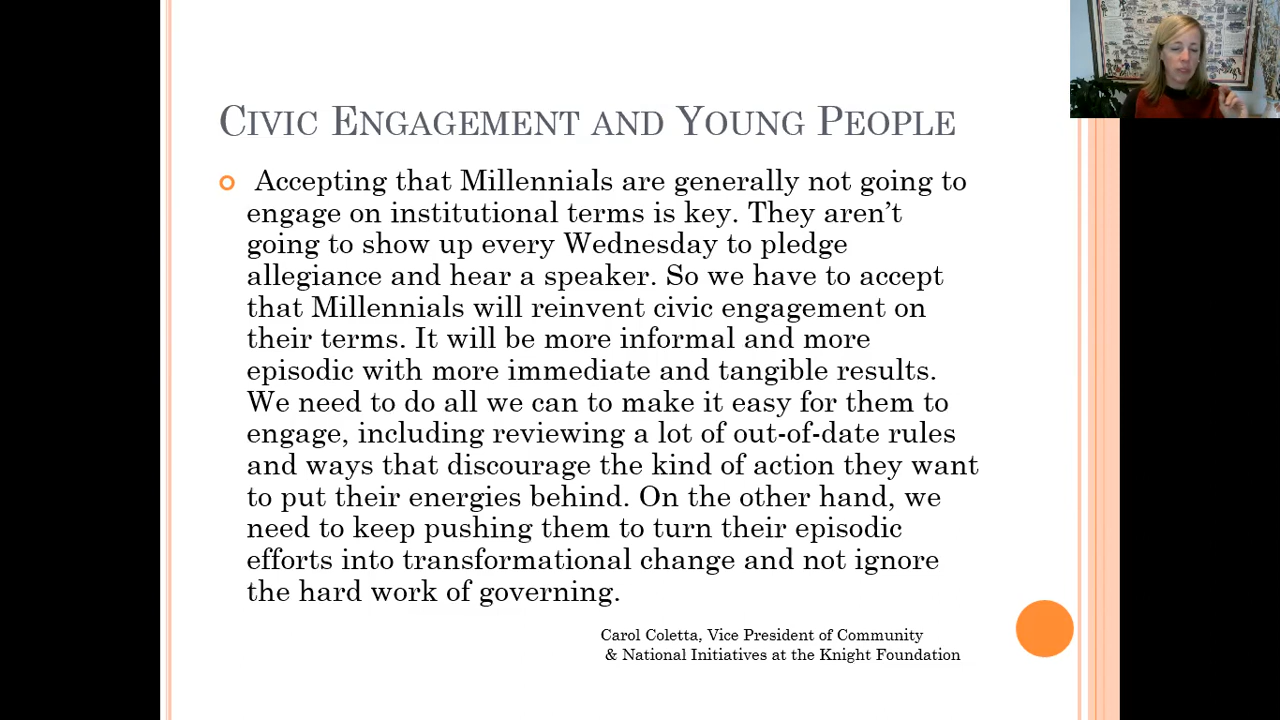 CIVIC ENGAGEMENT AND YOUNG PEOPLE
Accepting that Millennials are generally not going to
engage on institutional terms is key. They aren’t
going to show up every Wednesday to pledge
allegiance and hear a speaker. So we have to accept
that Millennials will reinvent civic engagement on
their terms. It will be more informal and more
episodic with more immediate and tangible results.
We need to do all we can to make it easy for them to
engage, including reviewing a lot of out-of-date rules
and ways that discourage the kind of action they want
to put their energies behind. On the other hand, we
need to keep pushing them to turn their episodic
efforts into transformational change and not ignore
the hard work of governing.
Carol Coletta, Vice President of Community
& National Initiatives at the Knight Foundation